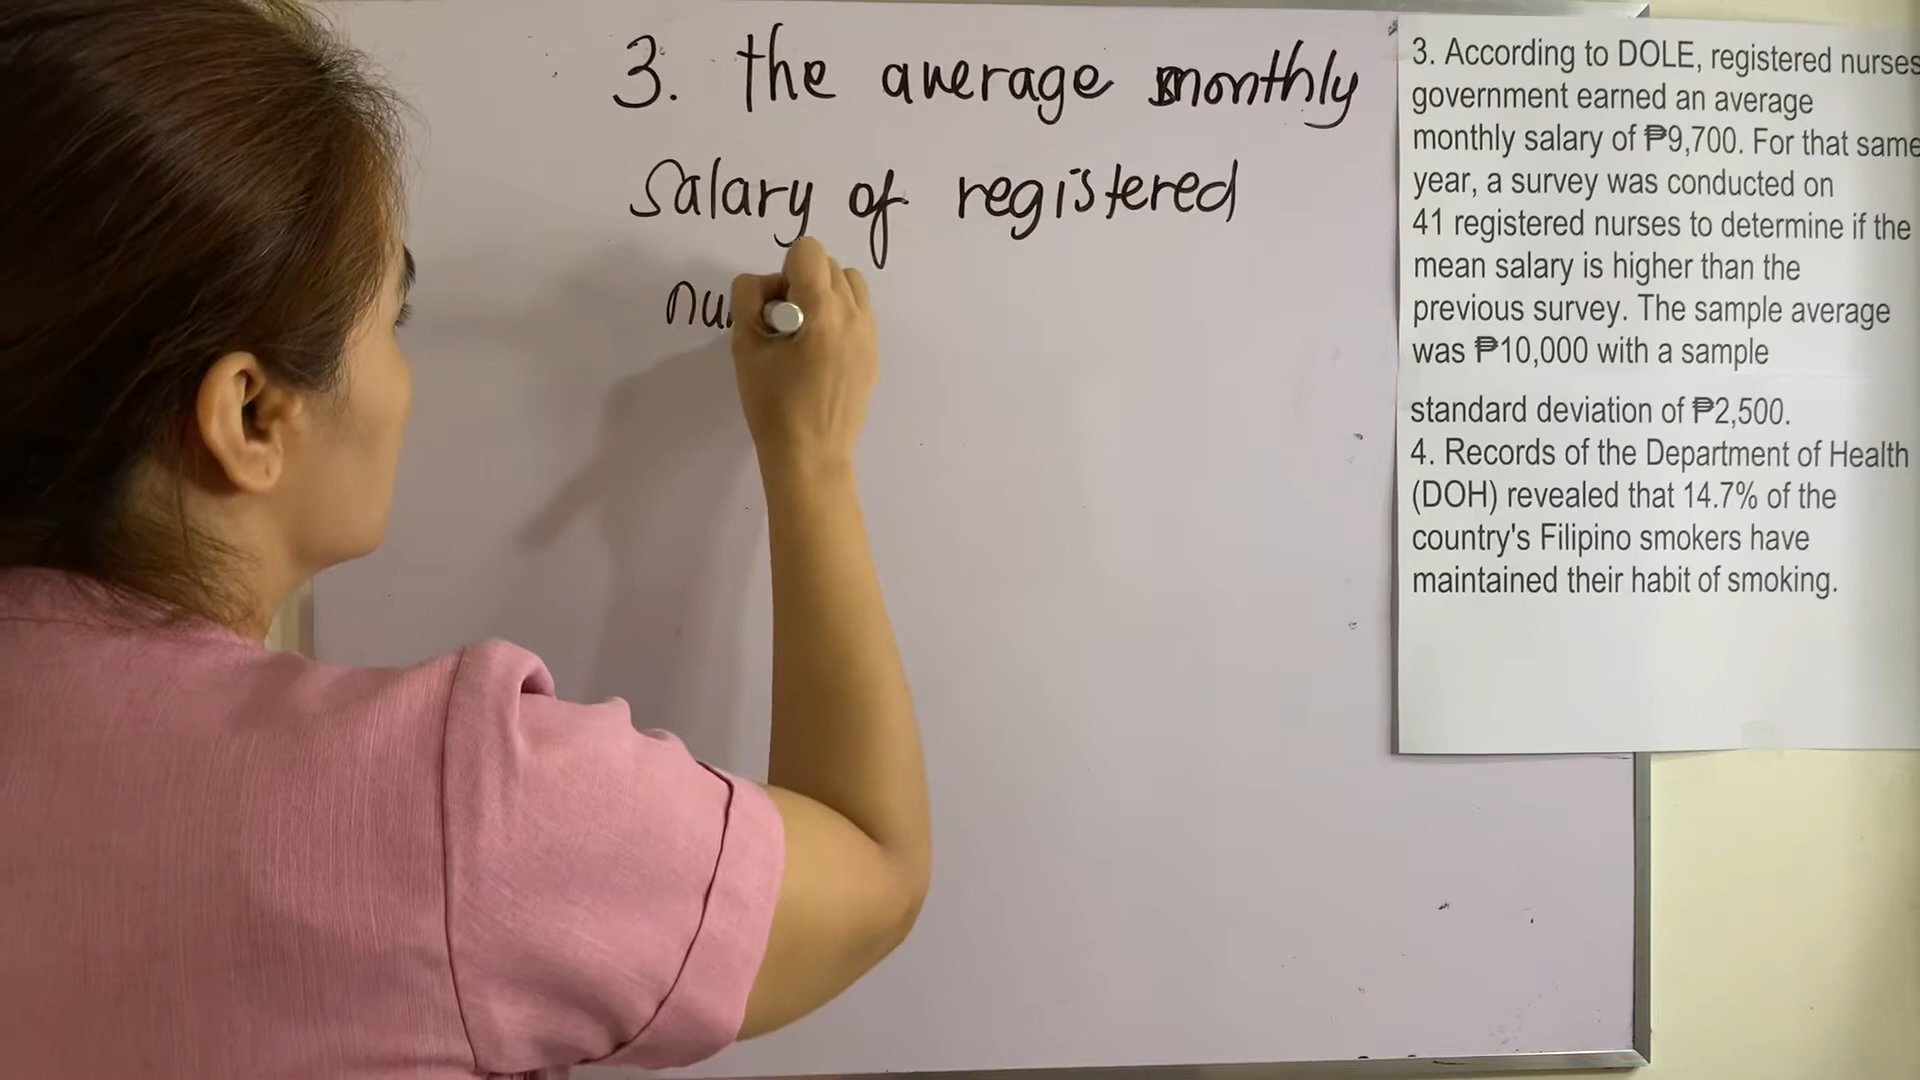 3. the average monthly
salary of registered
3. According to DOLE, registered nurses
government earned an average
monthly salary of ₱9,700. For that same
year, a survey was conducted on
41 registered nurses to determine if the
mean salary is higher than the
previous survey. The sample average
was ₱10,000 with a sample
standard deviation of ₱2,500.
4. Records of the Department of Health
(DOH) revealed that 14.7% of the
country's Filipino smokers have
maintained their habit of smoking.